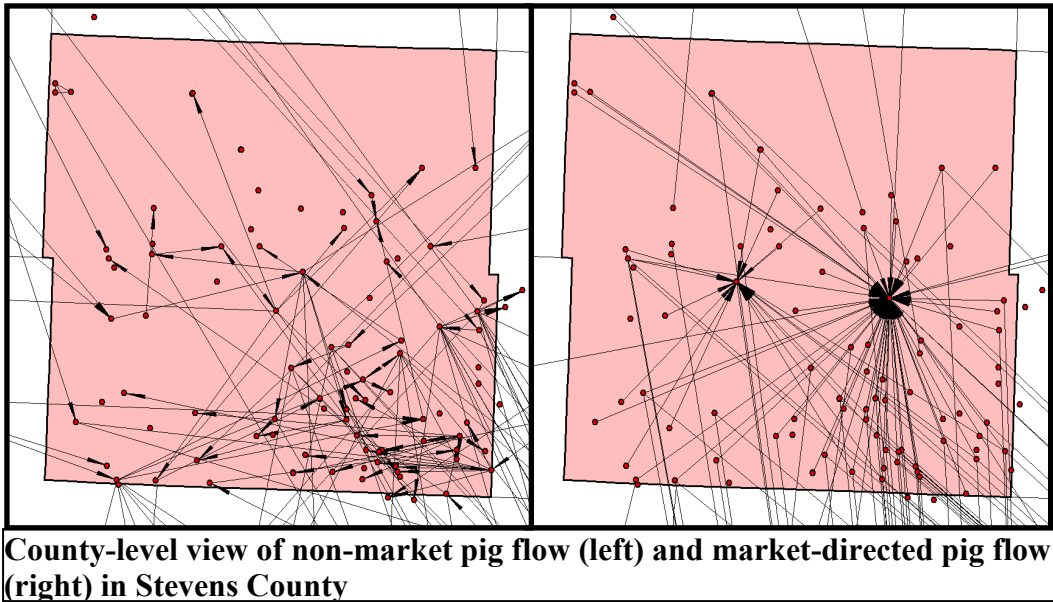 County-level view of non-market pig flow (left) and market-directed pig flow
(right) in Stevens County